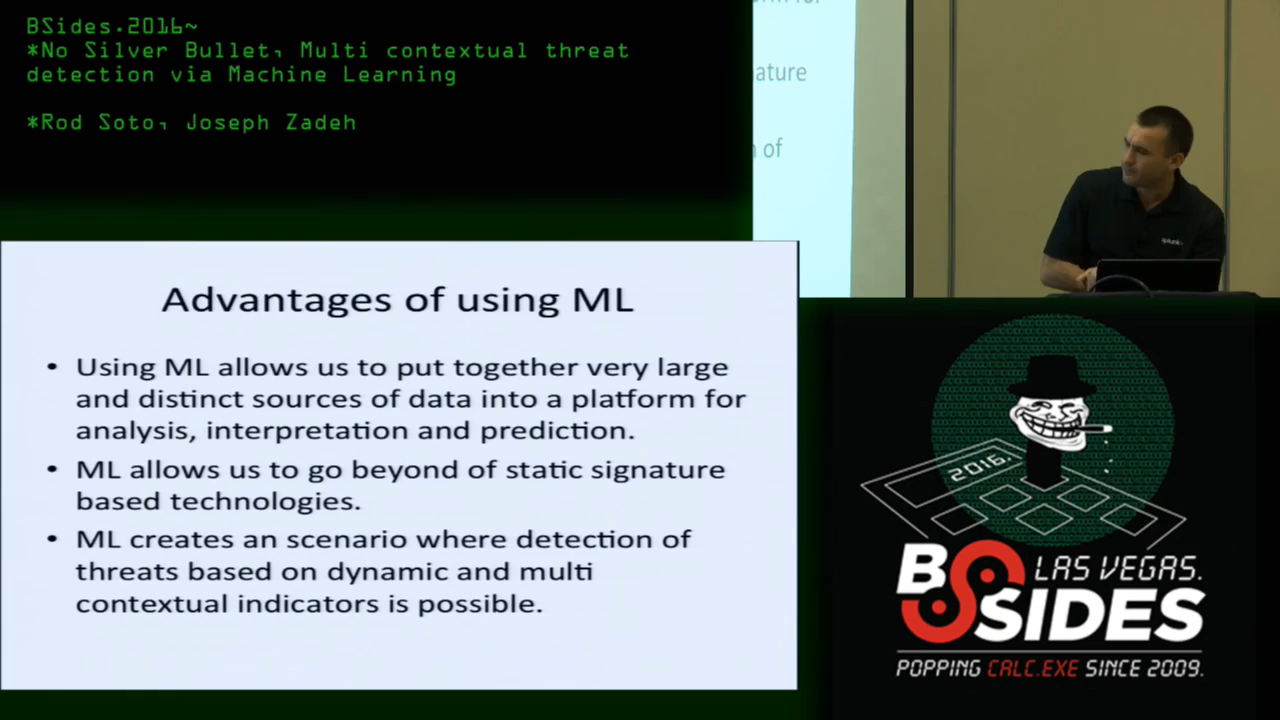 BSides.2016~
*No Silver Bullet, Multi contextual threat
detection via Machine Learning
*Rod Soto, Joseph Zadeh
orm for
ature
of
splunk>
Advantages of using ML
• Using ML allows us to put together very large
and distinct sources of data into a platform for
analysis, interpretation and prediction.
• ML allows us to go beyond of static signature
based technologies.
• ML creates an scenario where detection of
threats based on dynamic and multi
contextual indicators is possible.
2016.
BSIDES
LAS VEGAS.
POPPING CALC.EXE SINCE 2009.